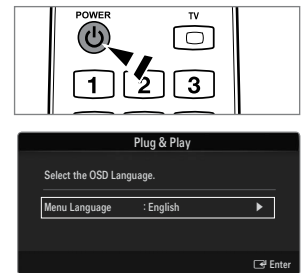 POWER TV
1 2 3
Plug & Play
Select the OSD Language.
Menu Language : English ▶
Enter